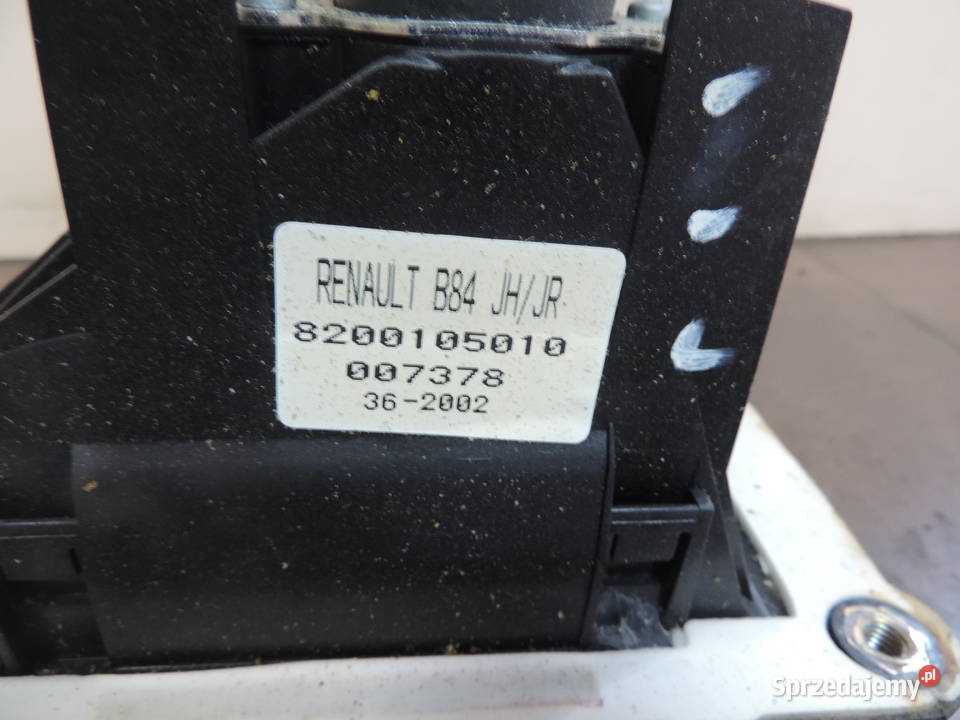 RENAULT B84 JH/JR
8200105010
007378
36-2002
Sprzedajemy.pl